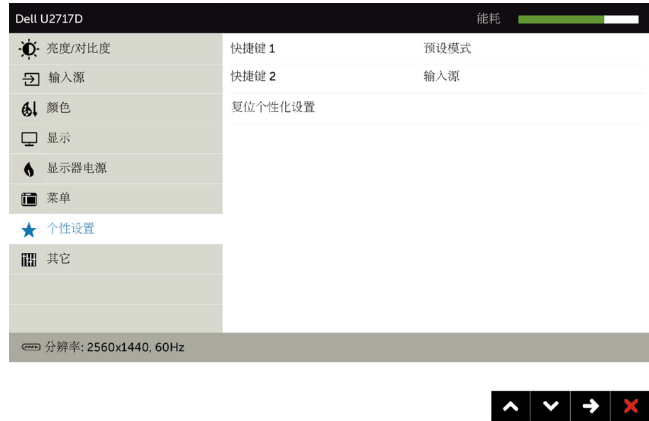 Dell U2717D 能耗
亮度/对比度
输入源
颜色
显示
显示器电源
菜单
个性设置
其它
快捷键 1 预设模式
快捷键 2 输入源
复位个性化设置
分辨率: 2560x1440, 60Hz